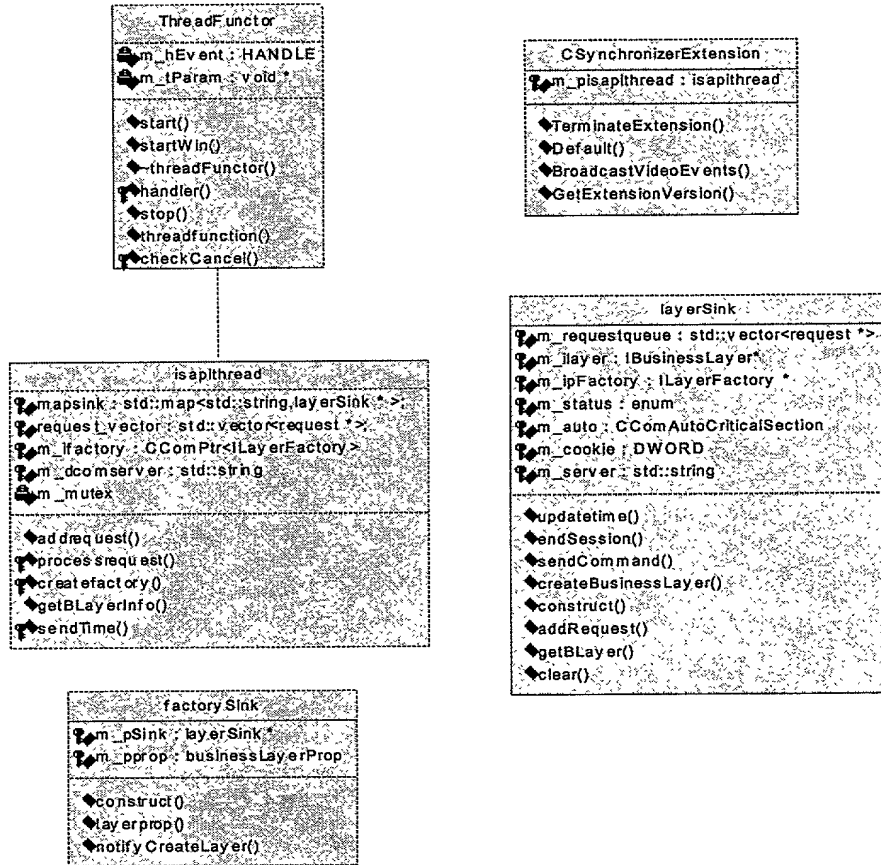 ThreadFunctor
m_hEvent : HANDLE
m_tParam : void *
start()
startWin()
~threadFunctor()
handler()
stop()
threadfunction()
checkCancel()
CSynchronizerExtension
m_pisapithread : isapithread
TerminateExtension()
Default()
BroadcastVideoEvents()
GetExtensionVersion()
isapithread
mapsink : std::map<std::string,layerSink * >;
request_vector : std::vector<request *>;
m_ifactory : CComPtr<ILayerFactory>
m_dcomserver : std::string
m_mutex
addrequest()
processrequest()
createfactory()
getBLayerInfo()
sendTime()
layerSink
m_requestqueue : std::vector<request *>;
m_ilayer : IBusinessLayer*
m_ipFactory : ILayerFactory *
m_status : enum
m_auto : CComAutoCriticalSection
m_cookie : DWORD
m_server : std::string
updatetime()
endSession()
sendCommand()
createBusinessLayer()
construct()
addRequest()
getBLayer()
clear()
factorySink
m_pSink : layerSink *
m_pprop : businessLayerProp
construct()
layerprop()
notifyCreateLayer()